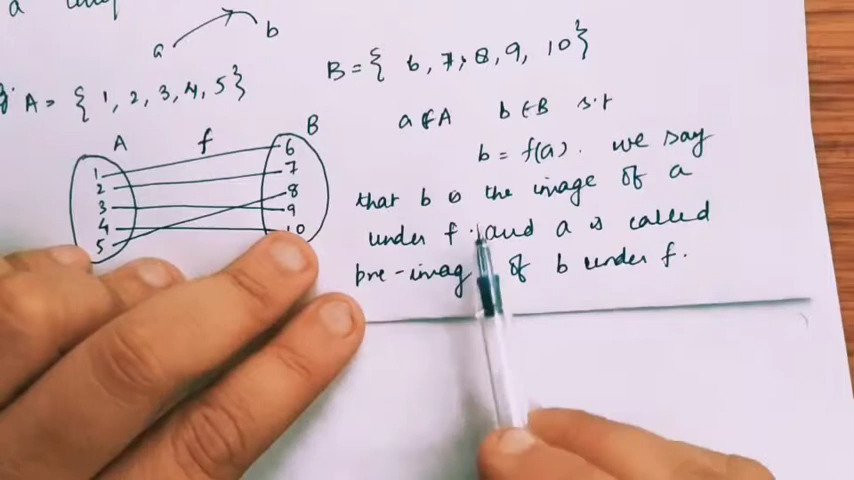 a
a b
A = { 1, 2, 3, 4, 5 }
B = { 6, 7, 8, 9, 10 }
A f B
1 6
2 7
3 8
4 9
5 10
a ∈ A b ∈ B s.t
b = f(a). we say
that b is the image of a
under f. and a is called
pre-imag of b under f.